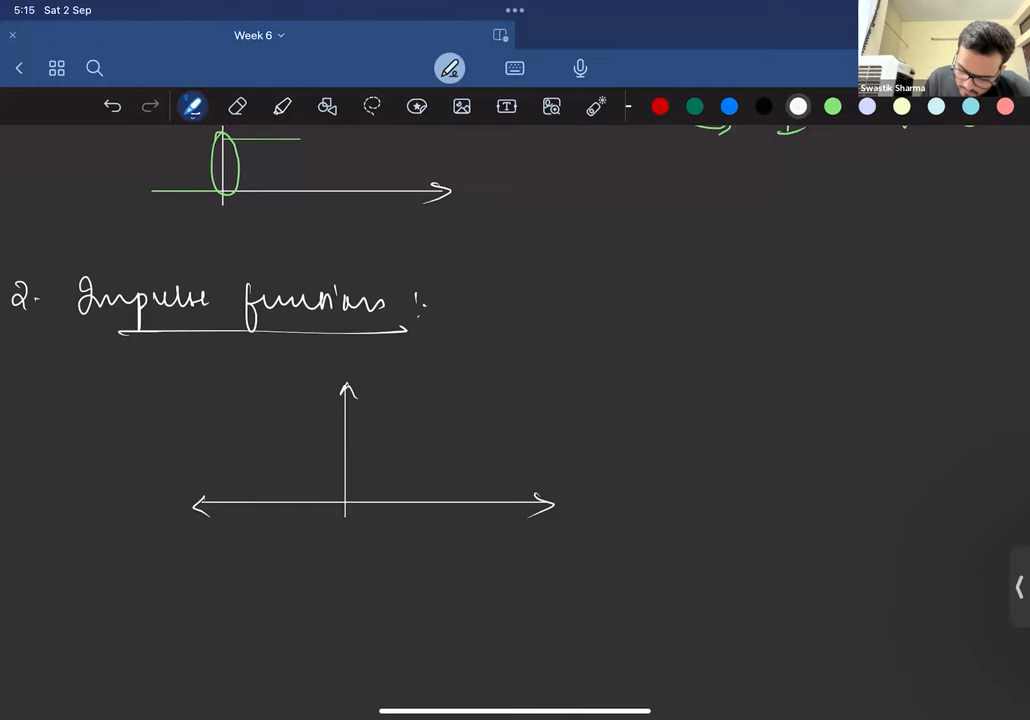 5:15 Sat 2 Sep
Week 6
Swastik Sharma
2. Impulse functions :-